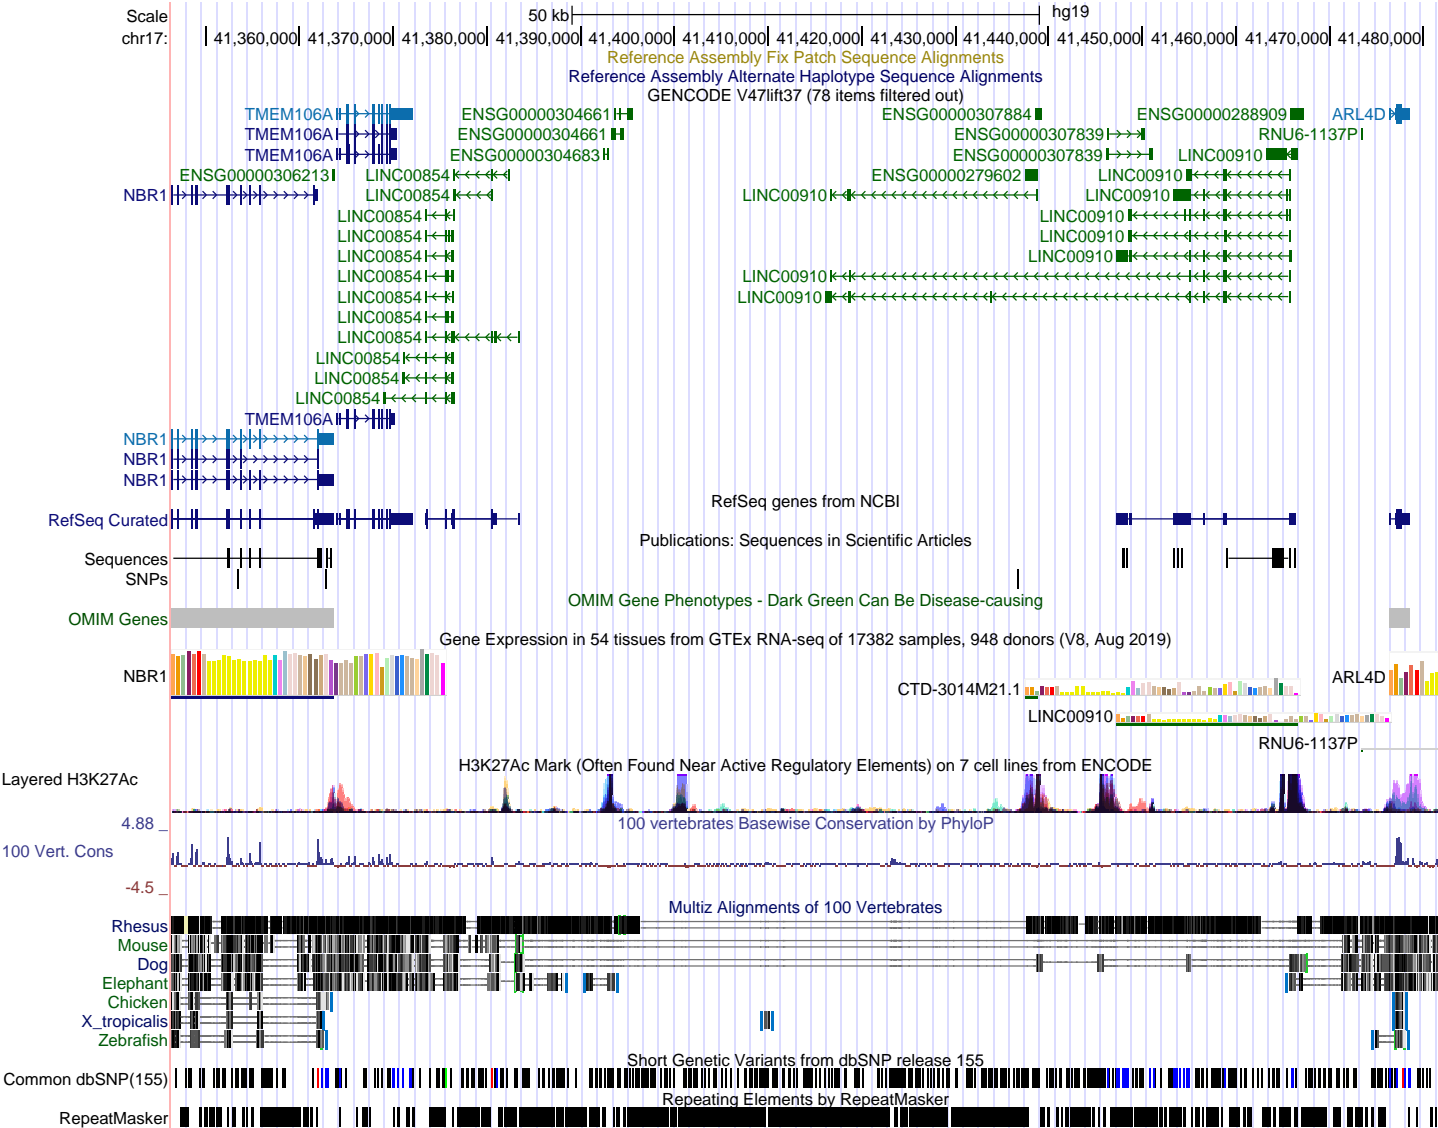 Scale 50 kb hg19
chr17: 41,360,000 41,370,000 41,380,000 41,390,000 41,400,000 41,410,000 41,420,000 41,430,000 41,440,000 41,450,000 41,460,000 41,470,000 41,480,000
Reference Assembly Fix Patch Sequence Alignments
Reference Assembly Alternate Haplotype Sequence Alignments
GENCODE V47lift37 (78 items filtered out)
TMEM106A ENSG00000304661 ENSG00000307884 ENSG00000288909 ARL4D
TMEM106A ENSG00000304661 ENSG00000307839 RNU6-1137P
TMEM106A ENSG00000304683 ENSG00000307839 LINC00910
ENSG00000306213 LINC00854 ENSG00000279602 LINC00910
NBR1 LINC00854 LINC00910 LINC00910
LINC00854 LINC00910
LINC00854 LINC00910
LINC00854 LINC00910
LINC00854 LINC00910
LINC00854 LINC00910
LINC00854
LINC00854
LINC00854
LINC00854
LINC00854
TMEM106A
NBR1
NBR1
NBR1
RefSeq genes from NCBI
RefSeq Curated
Publications: Sequences in Scientific Articles
Sequences
SNPs
OMIM Gene Phenotypes - Dark Green Can Be Disease-causing
OMIM Genes
Gene Expression in 54 tissues from GTEx RNA-seq of 17382 samples, 948 donors (V8, Aug 2019)
NBR1 CTD-3014M21.1 ARL4D
LINC00910
RNU6-1137P
H3K27Ac Mark (Often Found Near Active Regulatory Elements) on 7 cell lines from ENCODE
Layered H3K27Ac
100 vertebrates Basewise Conservation by PhyloP
4.88 _
100 Vert. Cons
-4.5 _
Multiz Alignments of 100 Vertebrates
Rhesus
Mouse
Dog
Elephant
Chicken
X_tropicalis
Zebrafish
Short Genetic Variants from dbSNP release 155
Common dbSNP(155)
Repeating Elements by RepeatMasker
RepeatMasker